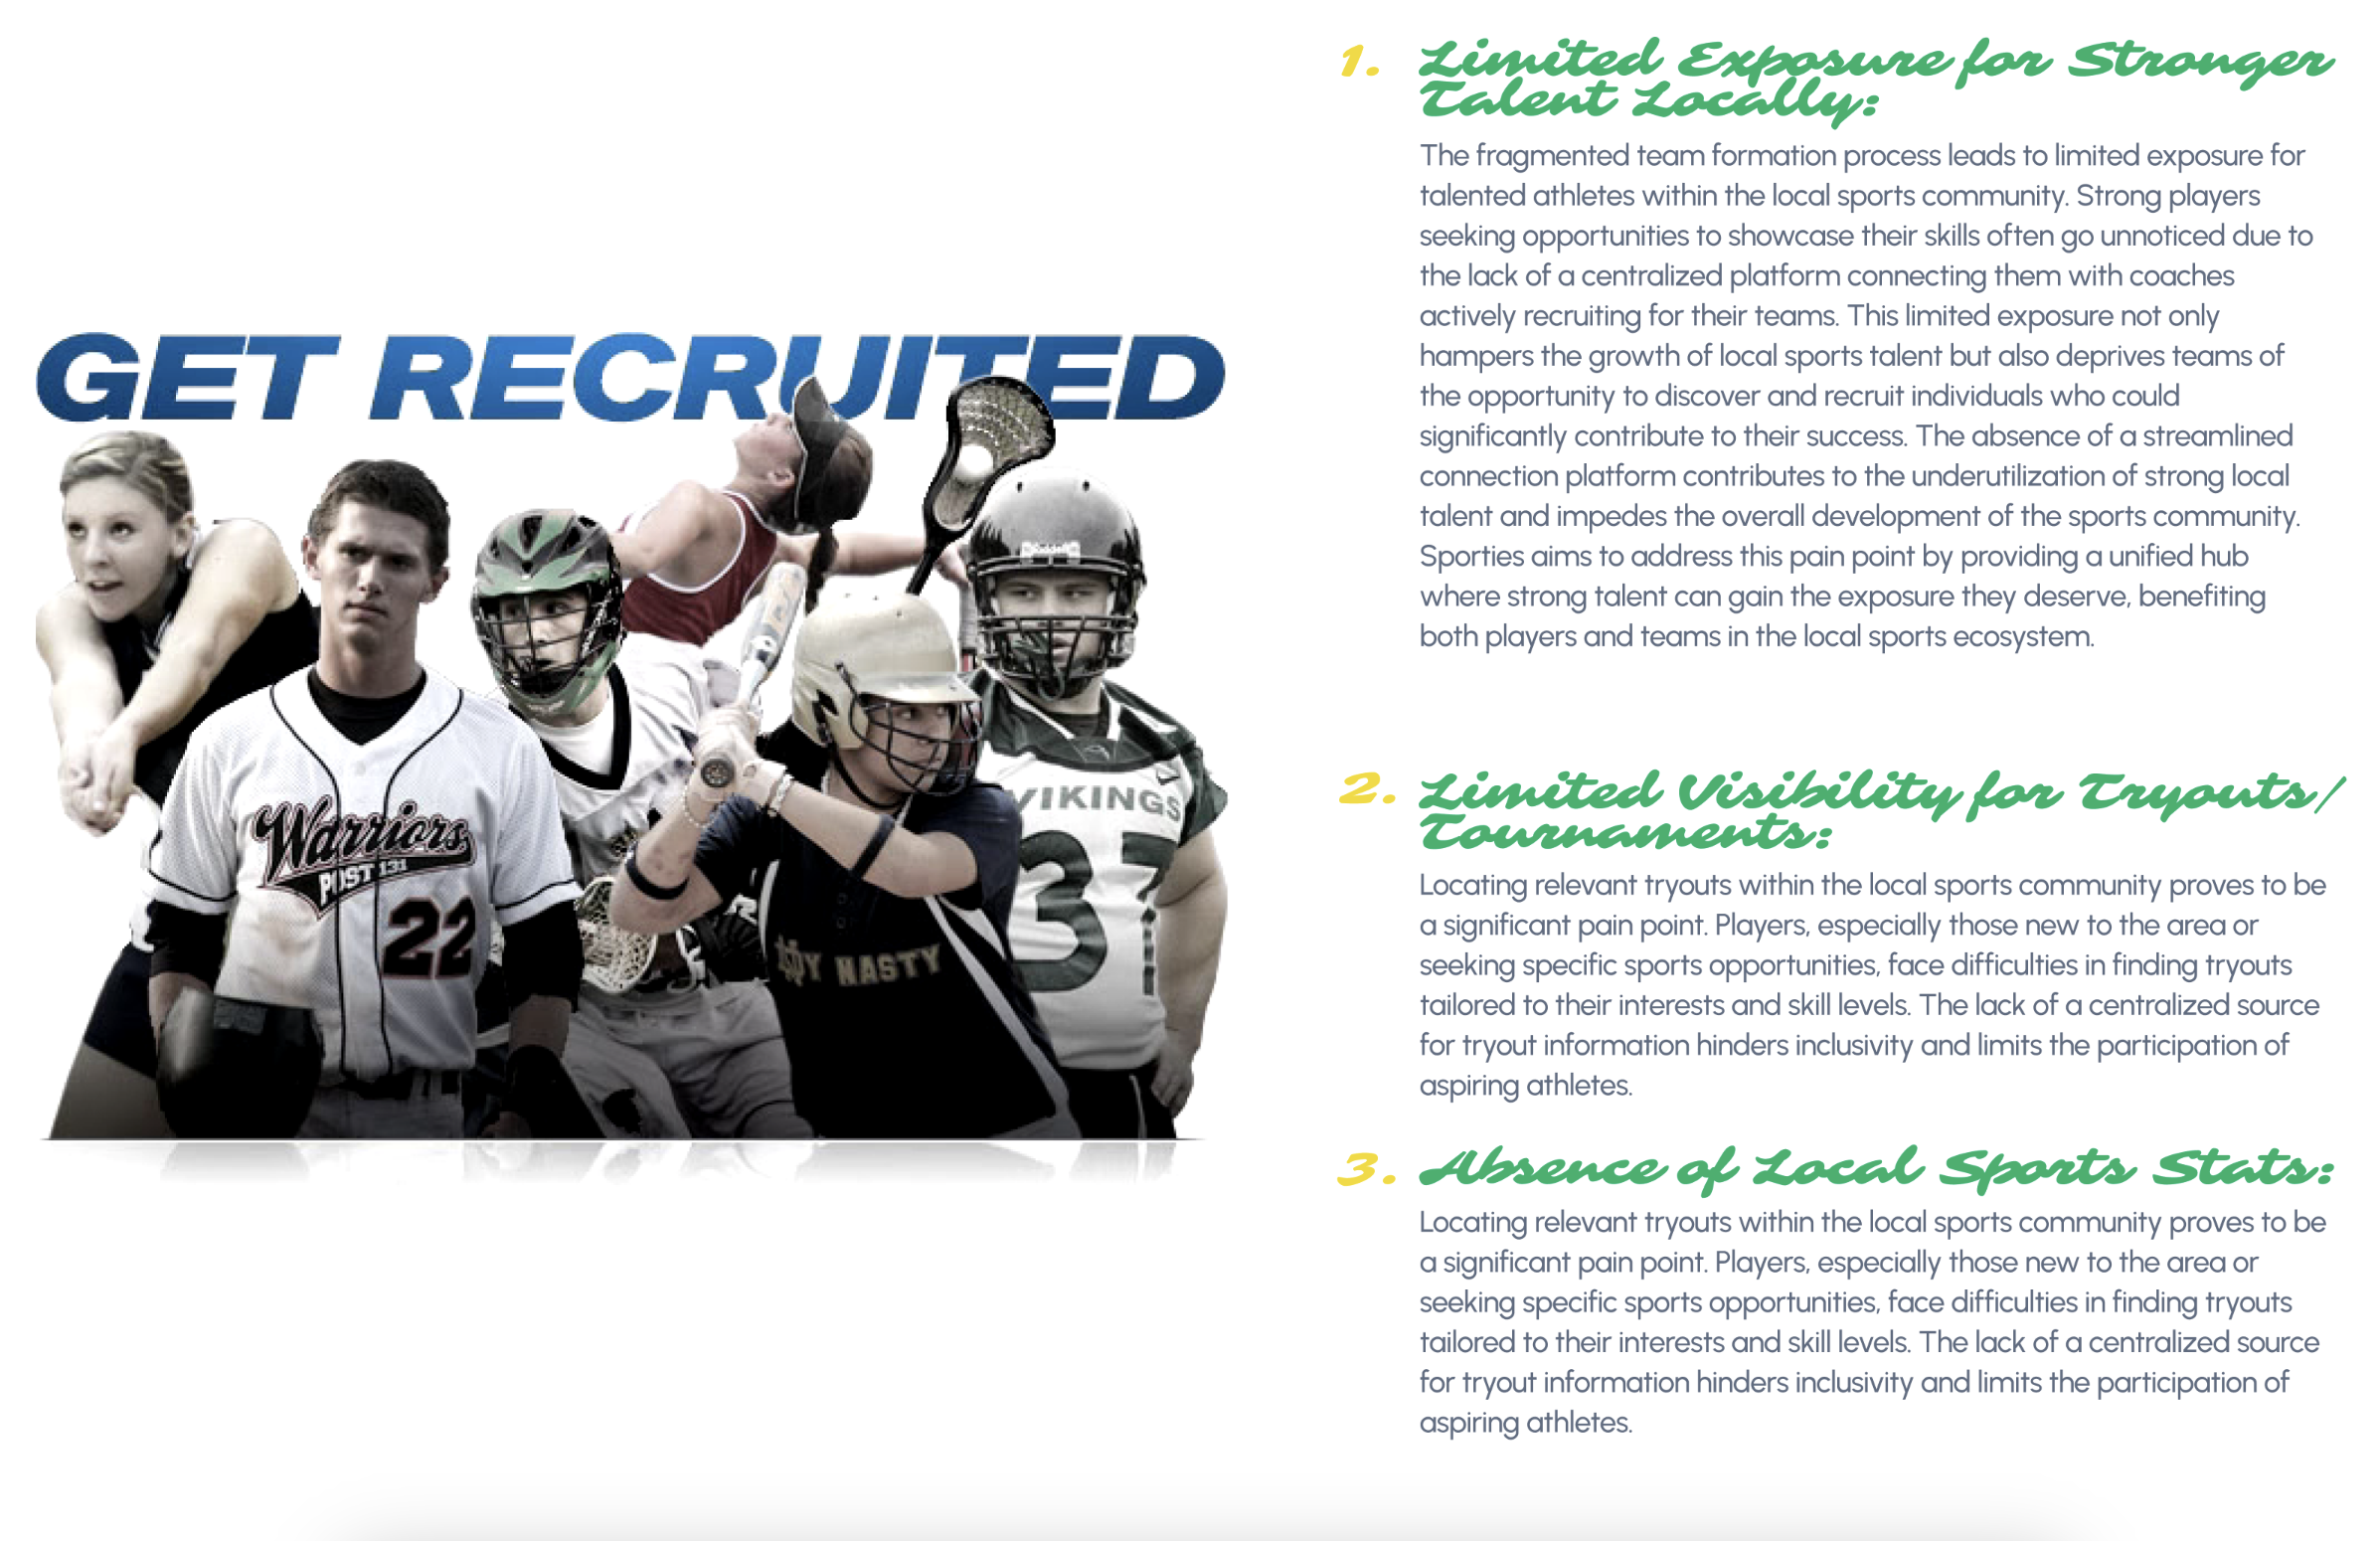 GET RECRUITED
Riddell
Warriors
POST 131
22
VIKINGS
37
NASTY
1. Limited Exposure for Stronger
Talent Locally:
The fragmented team formation process leads to limited exposure for
talented athletes within the local sports community. Strong players
seeking opportunities to showcase their skills often go unnoticed due to
the lack of a centralized platform connecting them with coaches
actively recruiting for their teams. This limited exposure not only
hampers the growth of local sports talent but also deprives teams of
the opportunity to discover and recruit individuals who could
significantly contribute to their success. The absence of a streamlined
connection platform contributes to the underutilization of strong local
talent and impedes the overall development of the sports community.
Sporties aims to address this pain point by providing a unified hub
where strong talent can gain the exposure they deserve, benefiting
both players and teams in the local sports ecosystem.
2. Limited Visibility for Tryouts/
Tournaments:
Locating relevant tryouts within the local sports community proves to be
a significant pain point. Players, especially those new to the area or
seeking specific sports opportunities, face difficulties in finding tryouts
tailored to their interests and skill levels. The lack of a centralized source
for tryout information hinders inclusivity and limits the participation of
aspiring athletes.
3. Absence of Local Sports Stats:
Locating relevant tryouts within the local sports community proves to be
a significant pain point. Players, especially those new to the area or
seeking specific sports opportunities, face difficulties in finding tryouts
tailored to their interests and skill levels. The lack of a centralized source
for tryout information hinders inclusivity and limits the participation of
aspiring athletes.